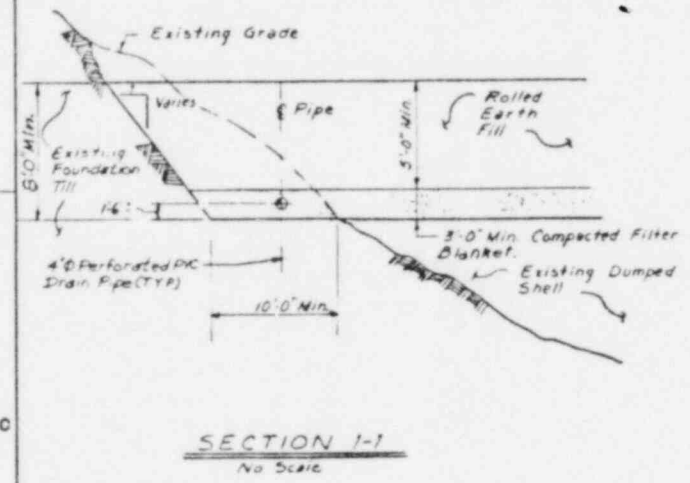 Existing Grade
Varies
℄ Pipe
Rolled
Earth
Fill
8'-0" Min.
5'-0" Min.
Existing
Foundation
Till
1-6
3'-0" Min. Compacted Filter
Blanket.
4"Ø Perforated PVC
Drain Pipe (TYP)
Existing Dumped
Shell
10'-0" Min.
C
SECTION 1-1
No Scale